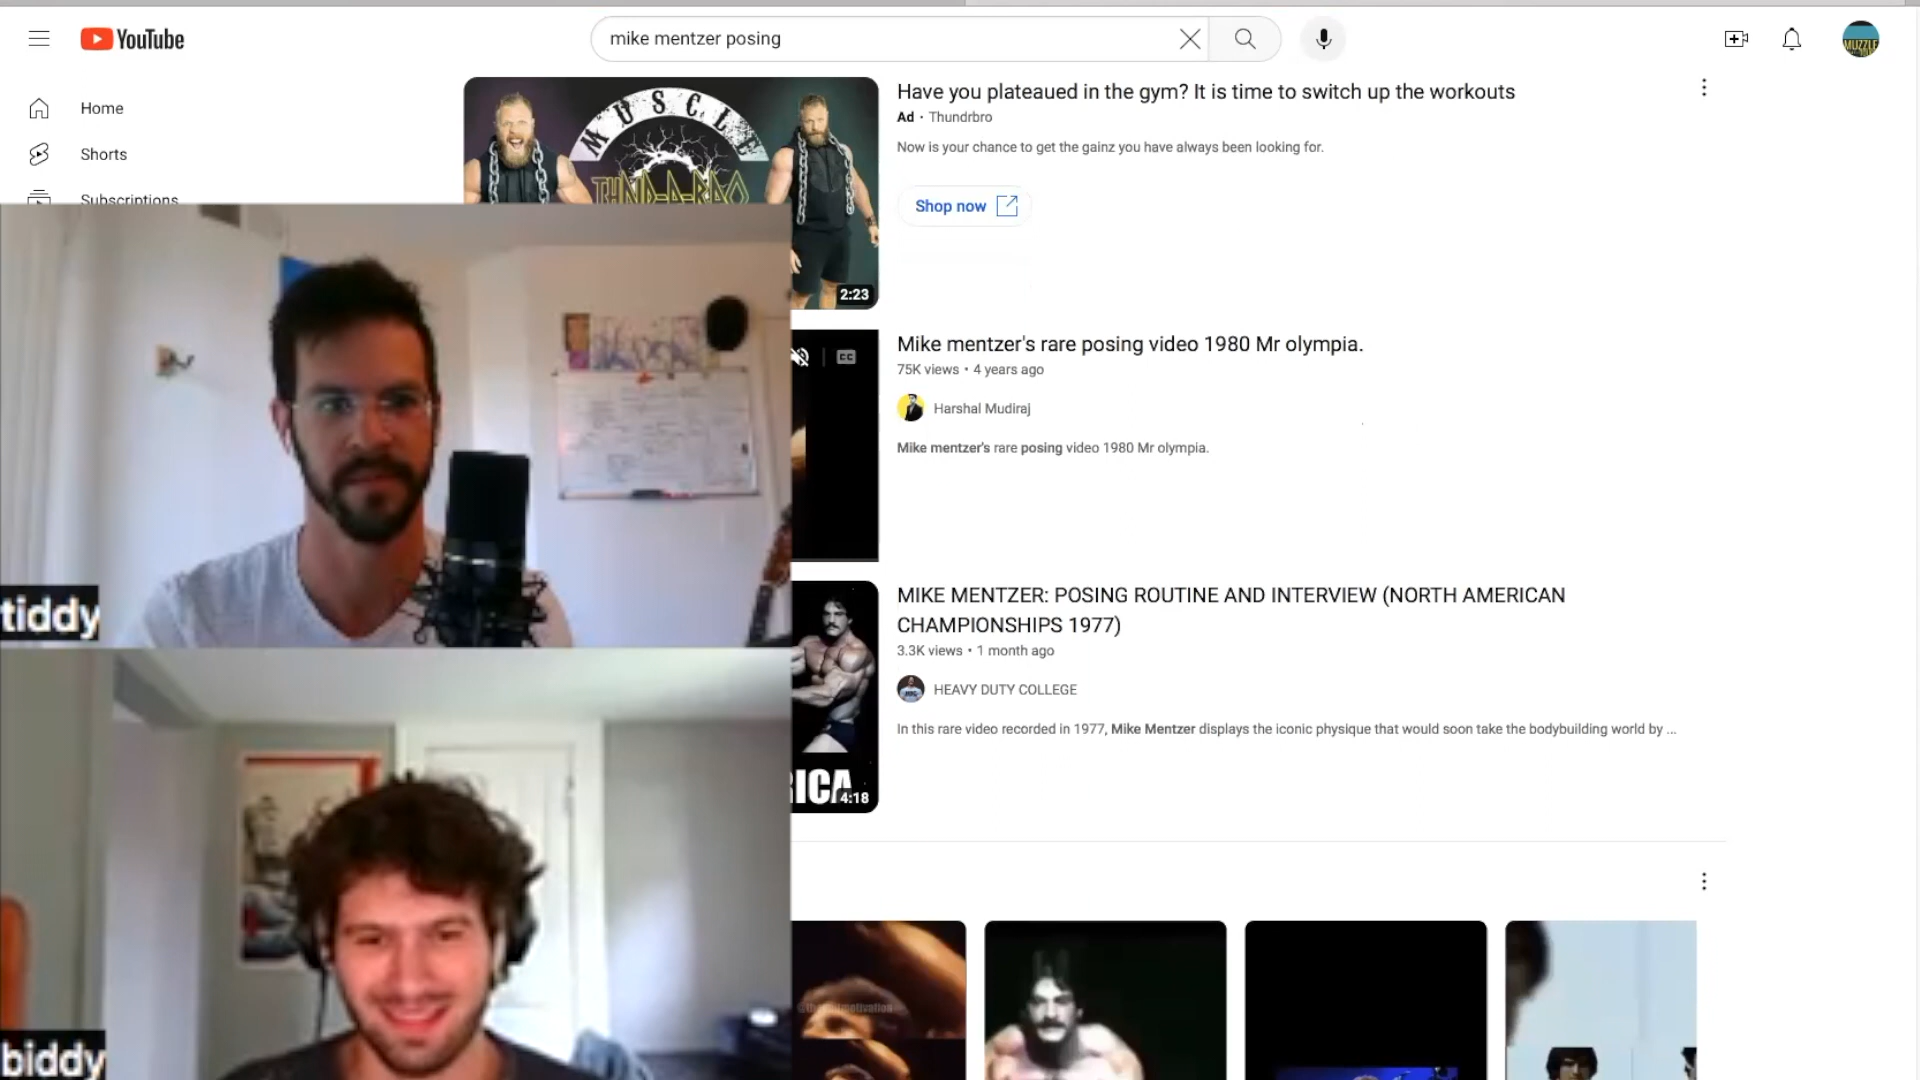 YouTube
mike mentzer posing
MUZZLE
Home
Shorts
Subscriptions
MUSCLE
2:23
Have you plateaued in the gym? It is time to switch up the workouts
Ad · Thundrbro
Now is your chance to get the gainz you have always been looking for.
Shop now
CC
Mike mentzer's rare posing video 1980 Mr olympia.
75K views • 4 years ago
Harshal Mudiraj
Mike mentzer's rare posing video 1980 Mr olympia.
tiddy
MIKE MENTZER: POSING ROUTINE AND INTERVIEW (NORTH AMERICAN
CHAMPIONSHIPS 1977)
3.3K views • 1 month ago
HEAVY DUTY COLLEGE
In this rare video recorded in 1977, Mike Mentzer displays the iconic physique that would soon take the bodybuilding world by ...
RICA
4:18
biddy